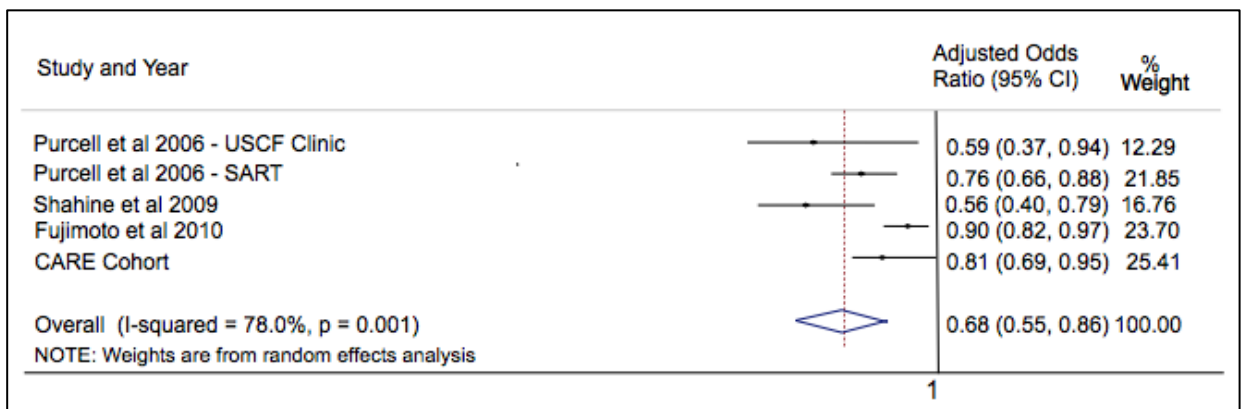 Study and Year Adjusted Odds Ratio (95% CI) % Weight
Purcell et al 2006 - USCF Clinic 0.59 (0.37, 0.94) 12.29
Purcell et al 2006 - SART 0.76 (0.66, 0.88) 21.85
Shahine et al 2009 0.56 (0.40, 0.79) 16.76
Fujimoto et al 2010 0.90 (0.82, 0.97) 23.70
CARE Cohort 0.81 (0.69, 0.95) 25.41
Overall (I-squared = 78.0%, p = 0.001) 0.68 (0.55, 0.86) 100.00
NOTE: Weights are from random effects analysis
1